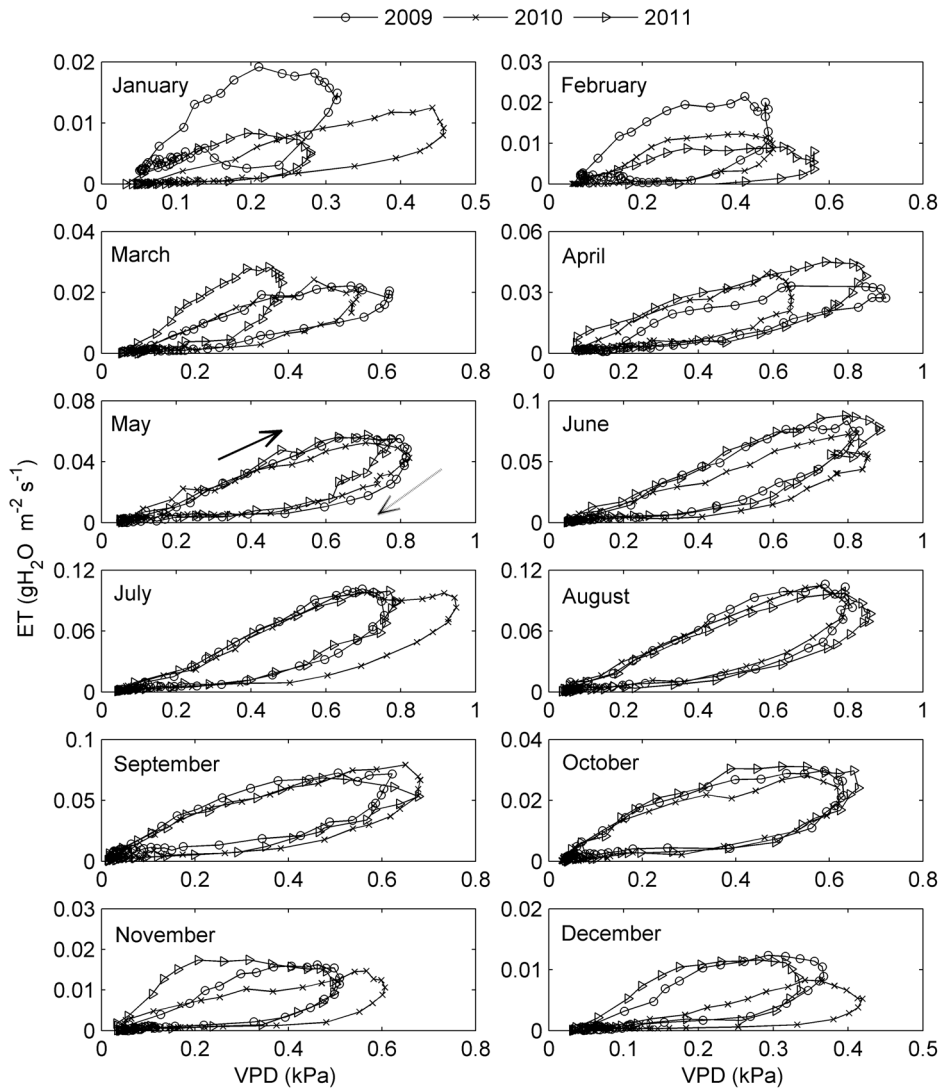 2009 2010 2011
January
0.02
0.01
0
0 0.1 0.2 0.3 0.4 0.5
February
0.03
0.02
0.01
0
0 0.2 0.4 0.6 0.8
March
0.04
0.02
0
0 0.2 0.4 0.6 0.8
April
0.06
0.03
0
0 0.2 0.4 0.6 0.8 1
May
0.08
0.04
0
0 0.2 0.4 0.6 0.8 1
June
0.1
0.05
0
0 0.2 0.4 0.6 0.8 1
July
0.12
0.06
0
0 0.2 0.4 0.6 0.8 1
August
0.12
0.06
0
0 0.2 0.4 0.6 0.8 1
September
0.1
0.05
0
0 0.2 0.4 0.6 0.8
October
0.04
0.02
0
0 0.2 0.4 0.6 0.8
November
0.03
0.02
0.01
0
0 0.2 0.4 0.6 0.8
December
0.02
0.01
0
0 0.1 0.2 0.3 0.4 0.5
ET (gH₂O m⁻² s⁻¹)
VPD (kPa) VPD (kPa)